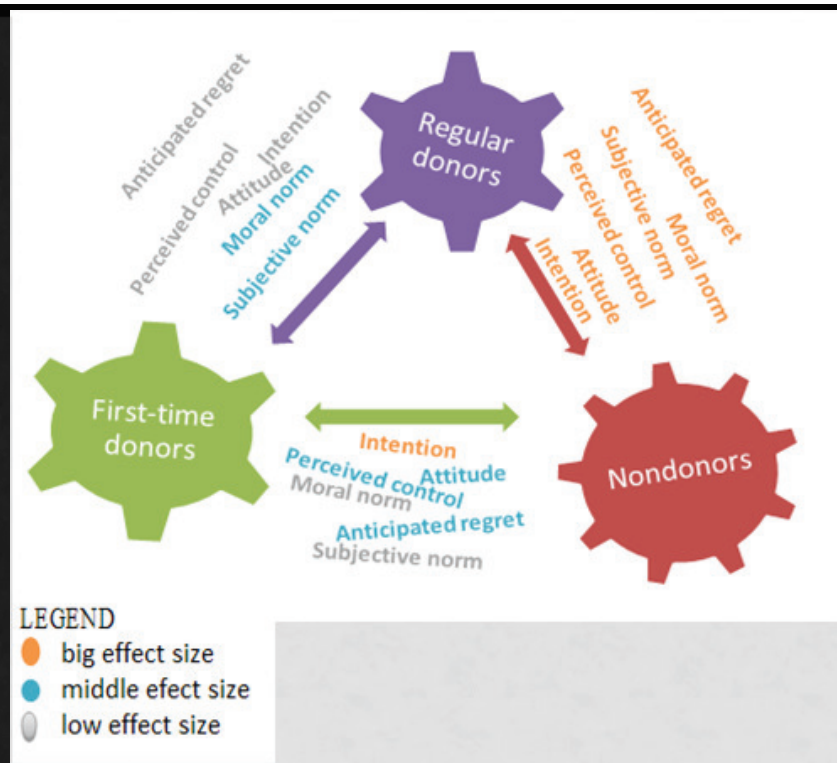 Anticipated regret
Perceived control
Attitude
Intention
Moral norm
Subjective norm
Regular
donors
Anticipated regret
Subjective norm
Moral norm
Perceived control
Attitude
Intention
First-time
donors
Intention
Perceived control
Attitude
Moral norm
Anticipated regret
Subjective norm
Nondonors
LEGEND
big effect size
middle efect size
low effect size